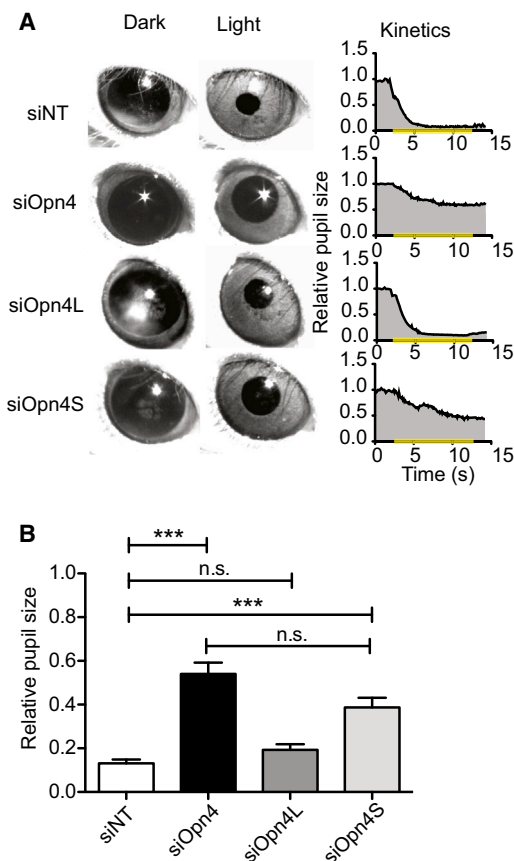 A
Dark Light Kinetics
siNT
siOpn4
siOpn4L
siOpn4S
Relative pupil size
1.5
1.0
0.5
0.0
0 5 10 15
1.5
1.0
0.5
0.0
0 5 10 15
1.5
1.0
0.5
0.0
0 5 10 15
1.5
1.0
0.5
0.0
0 5 10 15
Time (s)
B
***
n.s.
***
n.s.
Relative pupil size
1.0
0.8
0.6
0.4
0.2
0.0
siNT siOpn4 siOpn4L siOpn4S